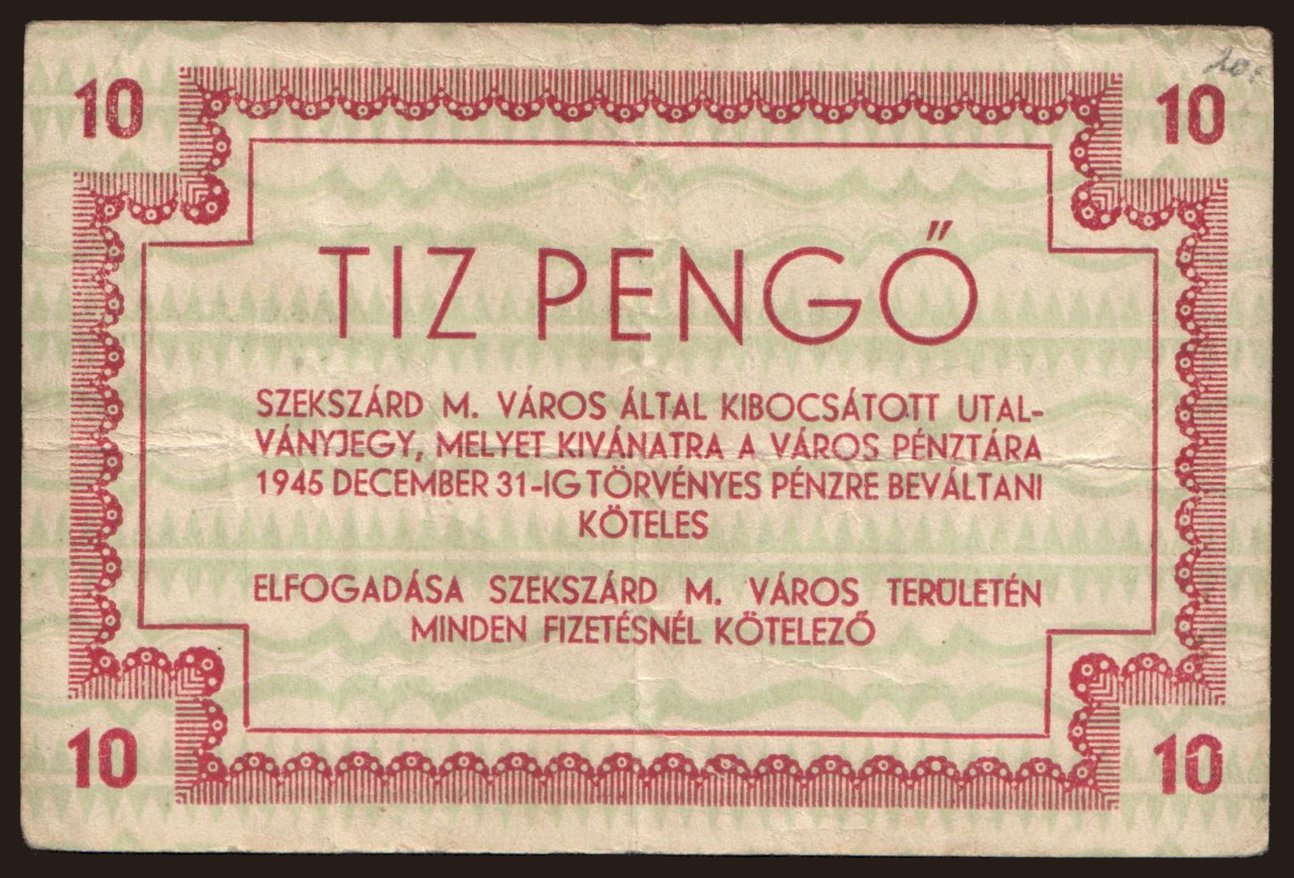 10
10
TIZ PENGŐ
SZEKSZÁRD M. VÁROS ÁLTAL KIBOCSÁTOTT UTAL-
VÁNYJEGY, MELYET KIVÁNATRA A VÁROS PÉNZTÁRA
1945 DECEMBER 31-IG TÖRVÉNYES PÉNZRE BEVÁLTANI
KÖTELES
ELFOGADÁSA SZEKSZÁRD M. VÁROS TERÜLETÉN
MINDEN FIZETÉSNÉL KÖTELEZŐ
10
10